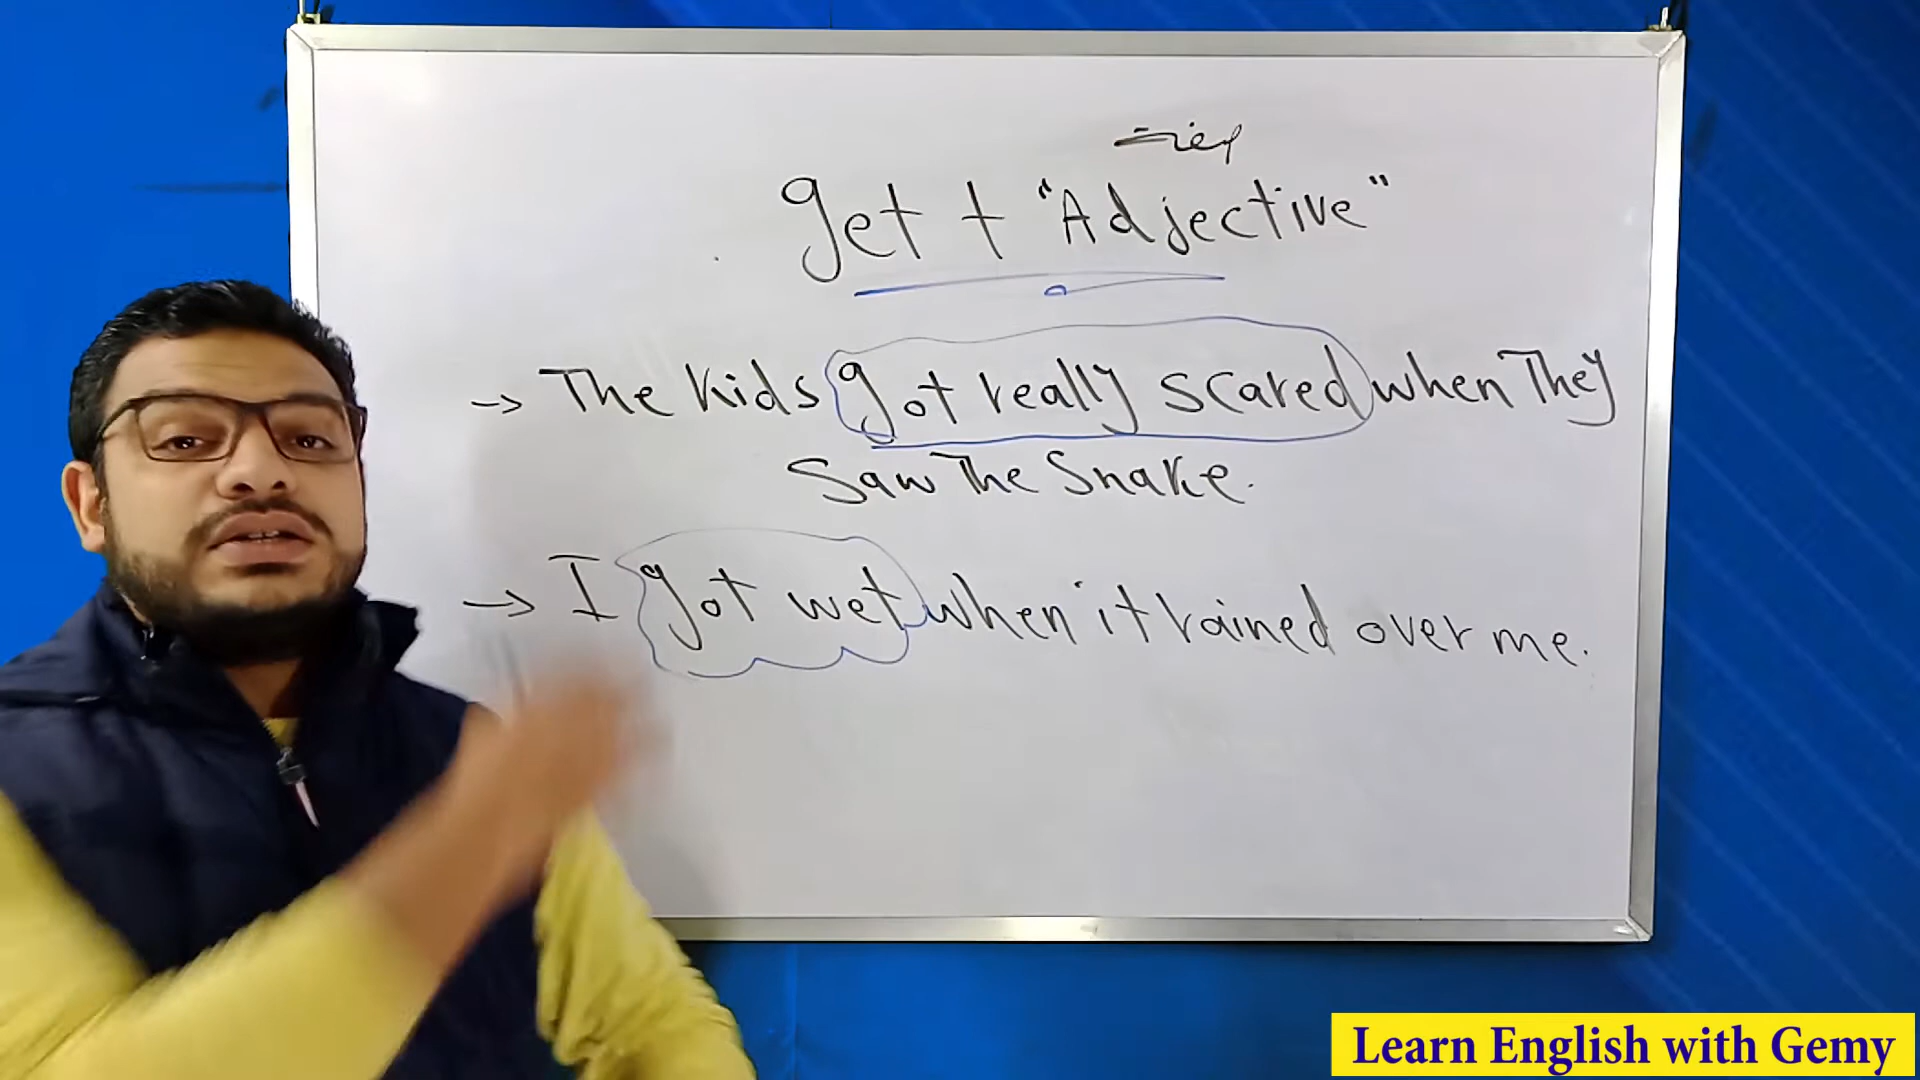 get + "Adjective"
→ The Kids got really scared when They
Saw The Snake.
→ I got wet when it rained over me.
Learn English with Gemy